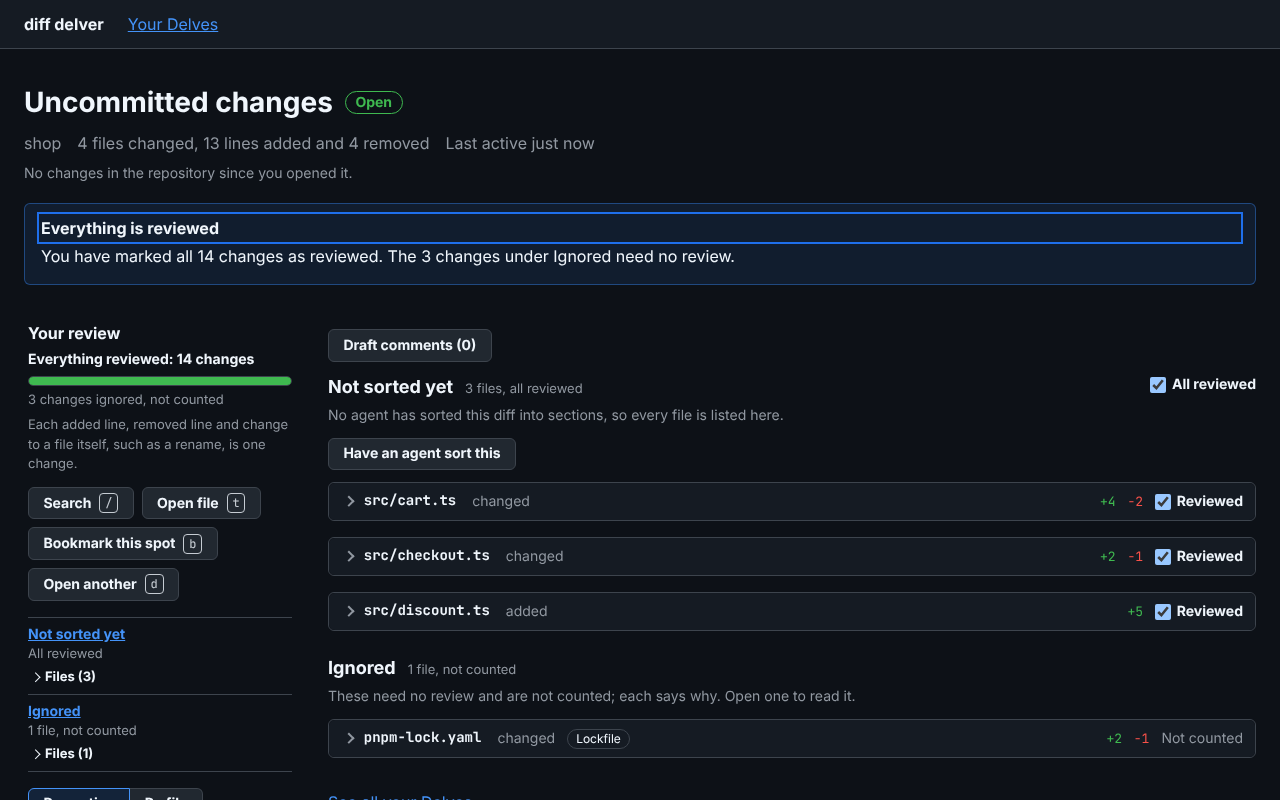 diff delver Your Delves
Uncommitted changes Open
shop 4 files changed, 13 lines added and 4 removed Last active just now
No changes in the repository since you opened it.
Everything is reviewed
You have marked all 14 changes as reviewed. The 3 changes under Ignored need no review.
Your review
Everything reviewed: 14 changes
3 changes ignored, not counted
Each added line, removed line and change
to a file itself, such as a rename, is one
change.
Search /
Open file t
Bookmark this spot b
Open another d
Not sorted yet
All reviewed
Files (3)
Ignored
1 file, not counted
Files (1)
Draft comments (0)
Not sorted yet 3 files, all reviewed All reviewed
No agent has sorted this diff into sections, so every file is listed here.
Have an agent sort this
src/cart.ts changed +4 -2 Reviewed
src/checkout.ts changed +2 -1 Reviewed
src/discount.ts added +5 Reviewed
Ignored 1 file, not counted
These need no review and are not counted; each says why. Open one to read it.
pnpm-lock.yaml changed Lockfile +2 -1 Not counted
See all your Delves